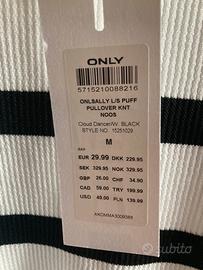 ONLY
5715210088216
ONLSALLY L/S PUFF
PULLOVER KNT
NOOS
Cloud Dancer/W. BLACK
STYLE NO. 15251029
M
EUR 29.99 DKK 229.95
SEK 329.95 NOK 329.95
GBP 26.00 CHF 34.90
CAD 59.00 TRY 199.99
USD 49.00 PLN 139.99
AKOMMA3009389
subito